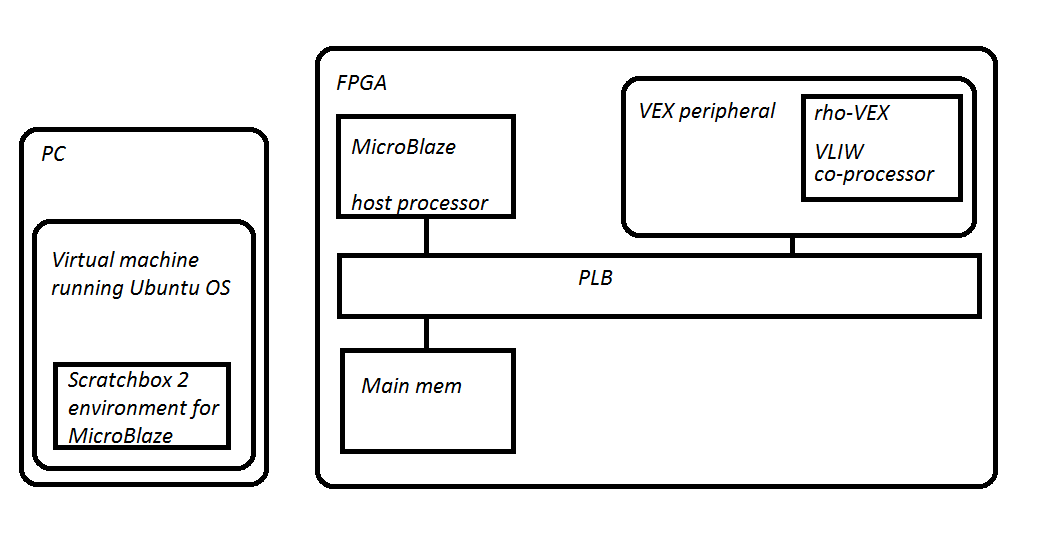 PC
Virtual machine
running Ubuntu OS
Scratchbox 2
environment for
MicroBlaze
FPGA
MicroBlaze
host processor
VEX peripheral
rho-VEX
VLIW
co-processor
PLB
Main mem